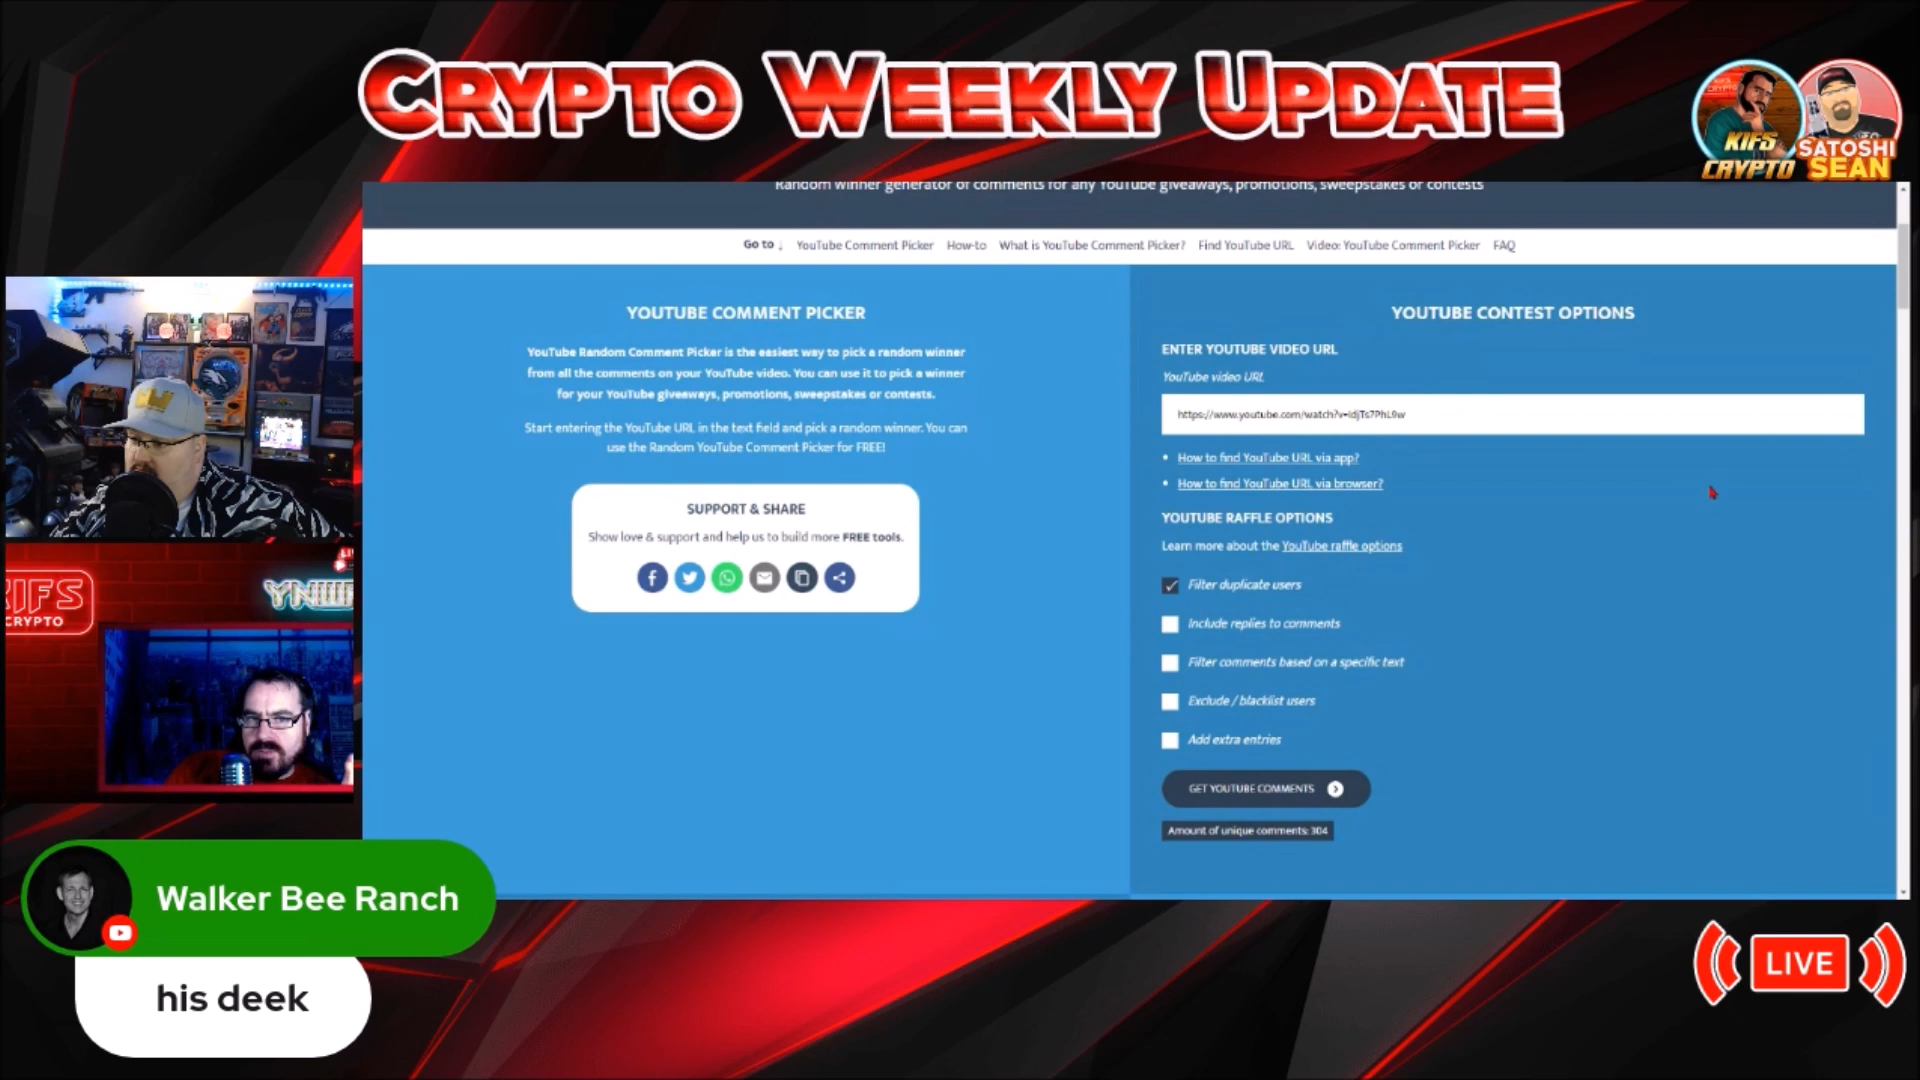 CRYPTO WEEKLY UPDATE
KIFS
CRYPTO
SATOSHI
SEAN
Random winner generator of comments for any YouTube giveaways, promotions, sweepstakes or contests
Go to ↓ YouTube Comment Picker How-to What is YouTube Comment Picker? Find YouTube URL Video: YouTube Comment Picker FAQ
YOUTUBE COMMENT PICKER
YouTube Random Comment Picker is the easiest way to pick a random winner
from all the comments on your YouTube video. You can use it to pick a winner
for your YouTube giveaways, promotions, sweepstakes or contests.
Start entering the YouTube URL in the text field and pick a random winner. You can
use the Random YouTube Comment Picker for FREE!
SUPPORT & SHARE
Show love & support and help us to build more FREE tools.
YOUTUBE CONTEST OPTIONS
ENTER YOUTUBE VIDEO URL
YouTube video URL
How to find YouTube URL via app?
How to find YouTube URL via browser?
YOUTUBE RAFFLE OPTIONS
Learn more about the YouTube raffle options
Filter duplicate users
Include replies to comments
Filter comments based on a specific text
Exclude / blacklist users
Add extra entries
GET YOUTUBE COMMENTS
Amount of unique comments: 304
KIFS
CRYPTO
Walker Bee Ranch
his deek
LIVE